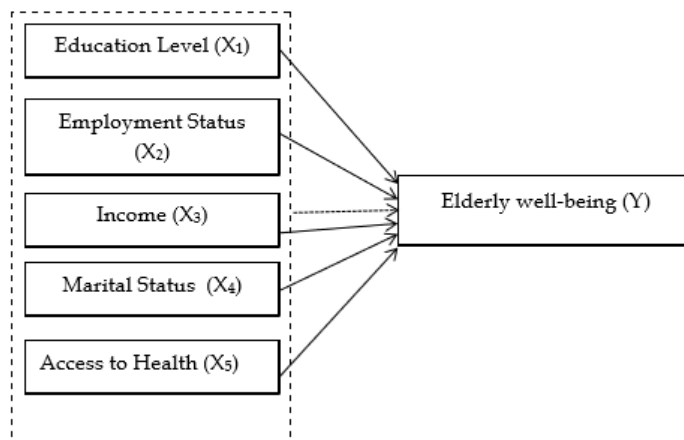 Education Level (X₁)
Employment Status
(X₂)
Income (X₃)
Elderly well-being (Y)
Marital Status (X₄)
Access to Health (X₅)